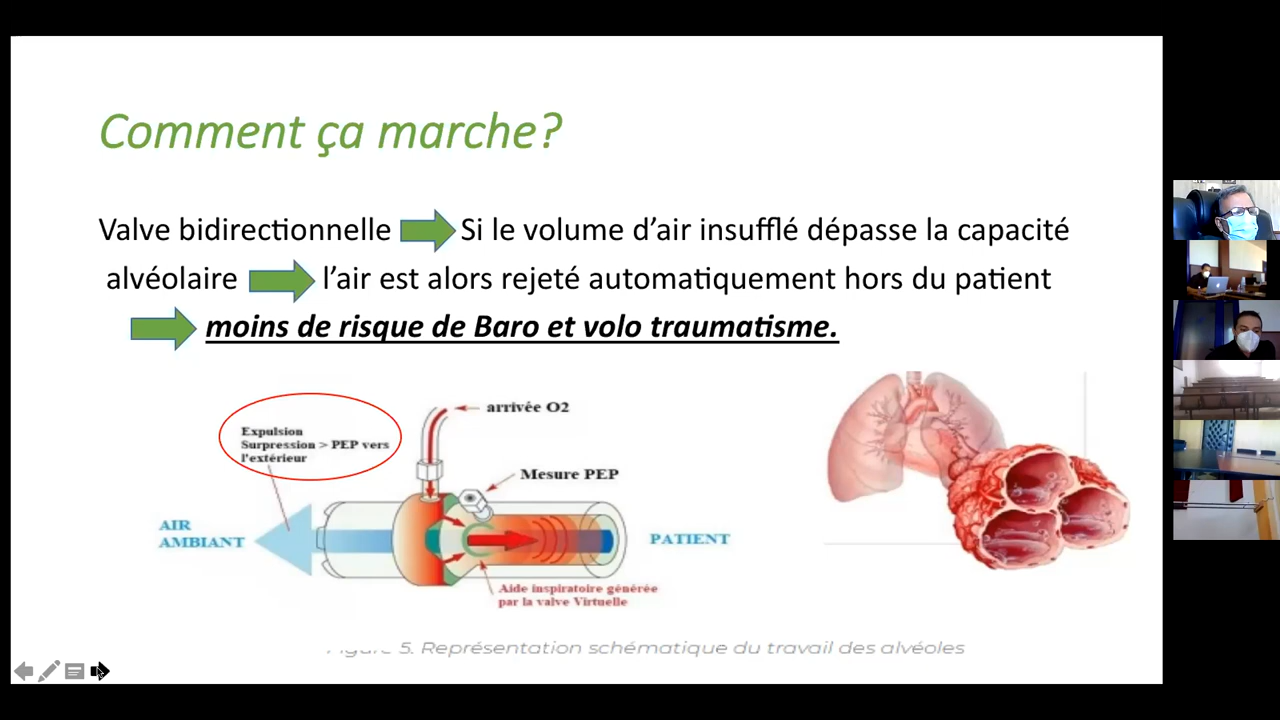 Comment ça marche?
Valve bidirectionnelle Si le volume d’air insufflé dépasse la capacité
alvéolaire l’air est alors rejeté automatiquement hors du patient
moins de risque de Baro et volo traumatisme.
arrivée O2
Expulsion
Surpression > PEP vers
l'extérieur
Mesure PEP
AIR
AMBIANT
PATIENT
Aide inspiratoire générée
par la valve Virtuelle
5. Représentation schématique du travail des alvéoles